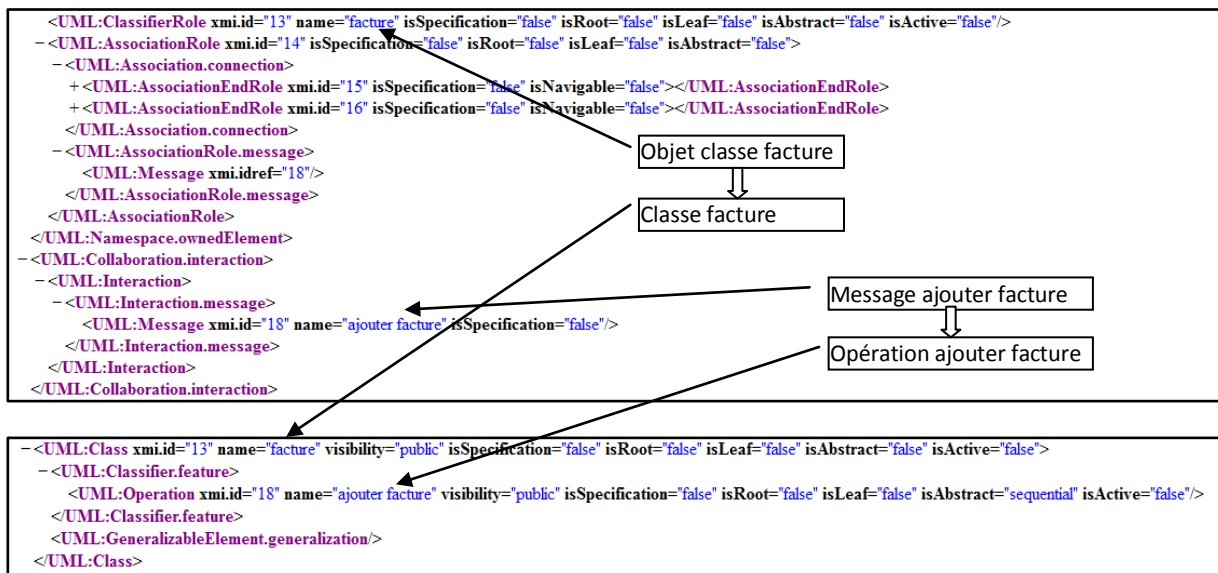 <UML:ClassifierRole xmi.id="13" name="facture" isSpecification="false" isRoot="false" isLeaf="false" isAbstract="false" isActive="false"/>
−<UML:AssociationRole xmi.id="14" isSpecification="false" isRoot="false" isLeaf="false" isAbstract="false">
−<UML:Association.connection>
+<UML:AssociationEndRole xmi.id="15" isSpecification="false" isNavigable="false"></UML:AssociationEndRole>
+<UML:AssociationEndRole xmi.id="16" isSpecification="false" isNavigable="false"></UML:AssociationEndRole>
</UML:Association.connection>
−<UML:AssociationRole.message>
<UML:Message xmi.idref="18"/>
</UML:AssociationRole.message>
</UML:AssociationRole>
</UML:Namespace.ownedElement>
−<UML:Collaboration.interaction>
−<UML:Interaction>
−<UML:Interaction.message>
<UML:Message xmi.id="18" name="ajouter facture" isSpecification="false"/>
</UML:Interaction.message>
</UML:Interaction>
</UML:Collaboration.interaction>
Objet classe facture
Classe facture
Message ajouter facture
Opération ajouter facture
−<UML:Class xmi.id="13" name="facture" visibility="public" isSpecification="false" isRoot="false" isLeaf="false" isAbstract="false" isActive="false">
−<UML:Classifier.feature>
<UML:Operation xmi.id="18" name="ajouter facture" visibility="public" isSpecification="false" isRoot="false" isLeaf="false" isAbstract="sequential" isActive="false"/>
</UML:Classifier.feature>
<UML:GeneralizableElement.generalization/>
</UML:Class>